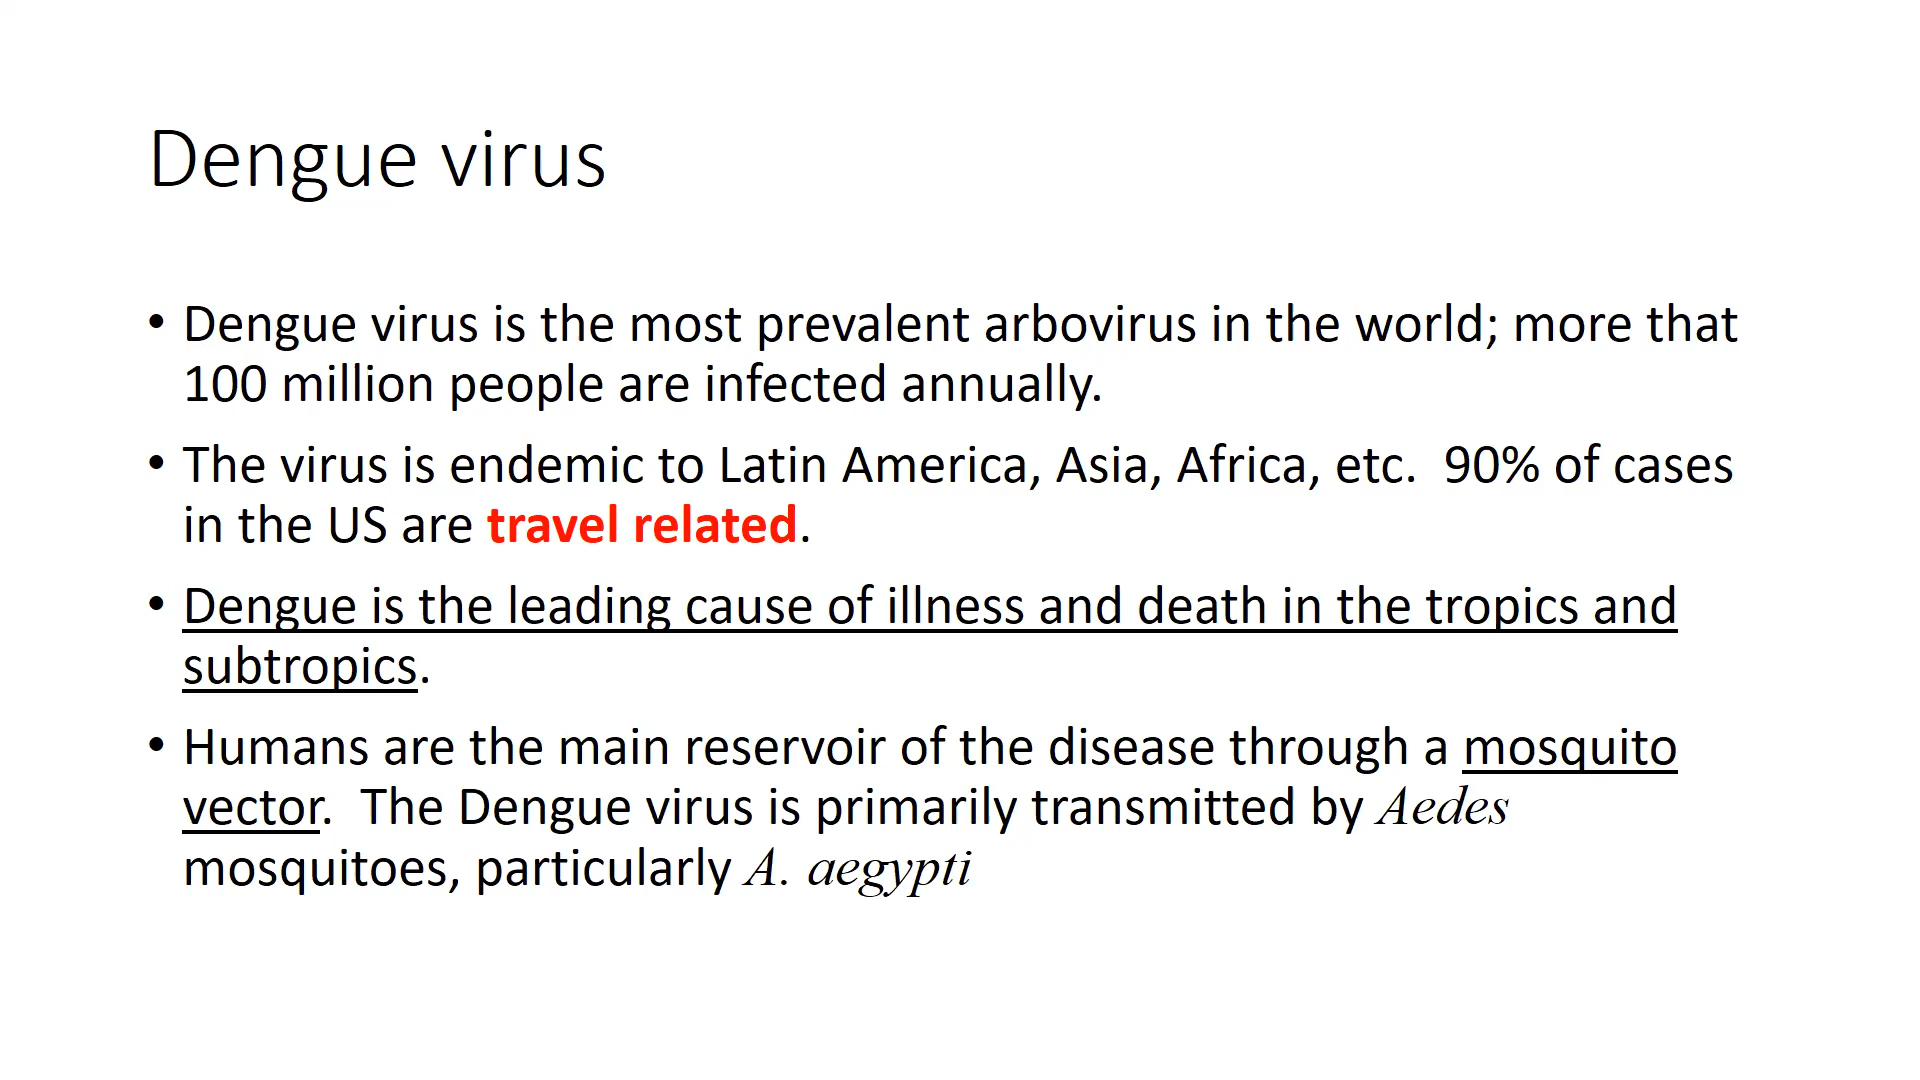 Dengue virus
• Dengue virus is the most prevalent arbovirus in the world; more that
100 million people are infected annually.
• The virus is endemic to Latin America, Asia, Africa, etc.  90% of cases
in the US are travel related.
• Dengue is the leading cause of illness and death in the tropics and
subtropics.
• Humans are the main reservoir of the disease through a mosquito
vector.  The Dengue virus is primarily transmitted by Aedes
mosquitoes, particularly A. aegypti